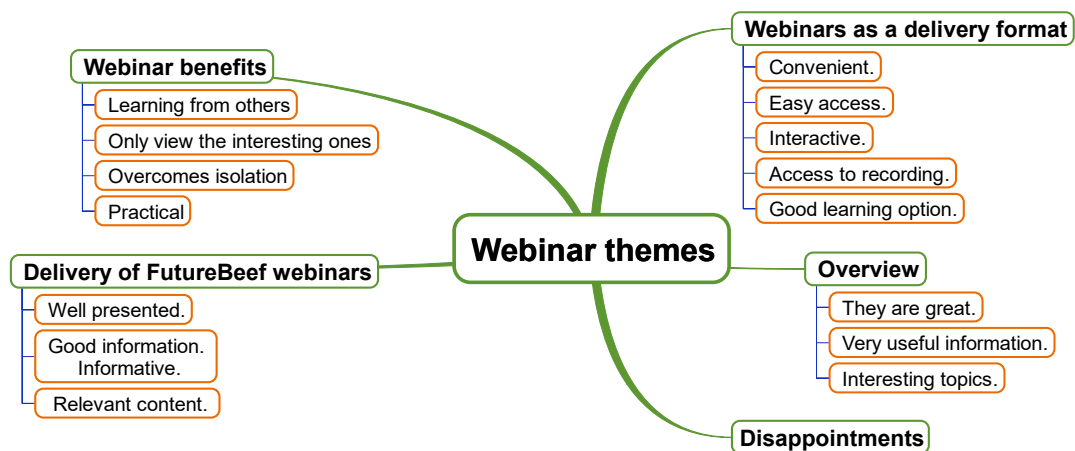 Webinar themes
Webinar benefits
Learning from others
Only view the interesting ones
Overcomes isolation
Practical
Delivery of FutureBeef webinars
Well presented.
Good information.
Informative.
Relevant content.
Webinars as a delivery format
Convenient.
Easy access.
Interactive.
Access to recording.
Good learning option.
Overview
They are great.
Very useful information.
Interesting topics.
Disappointments